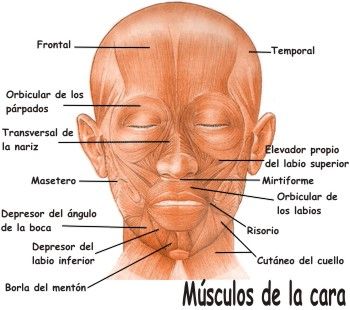 Frontal
Temporal
Orbicular de los
párpados
Transversal de
la nariz
Elevador propio
del labio superior
Masetero
Mirtiforme
Orbicular de
los labios
Depresor del ángulo
de la boca
Risorio
Depresor del
labio inferior
Cutáneo del cuello
Borla del mentón
Músculos de la cara